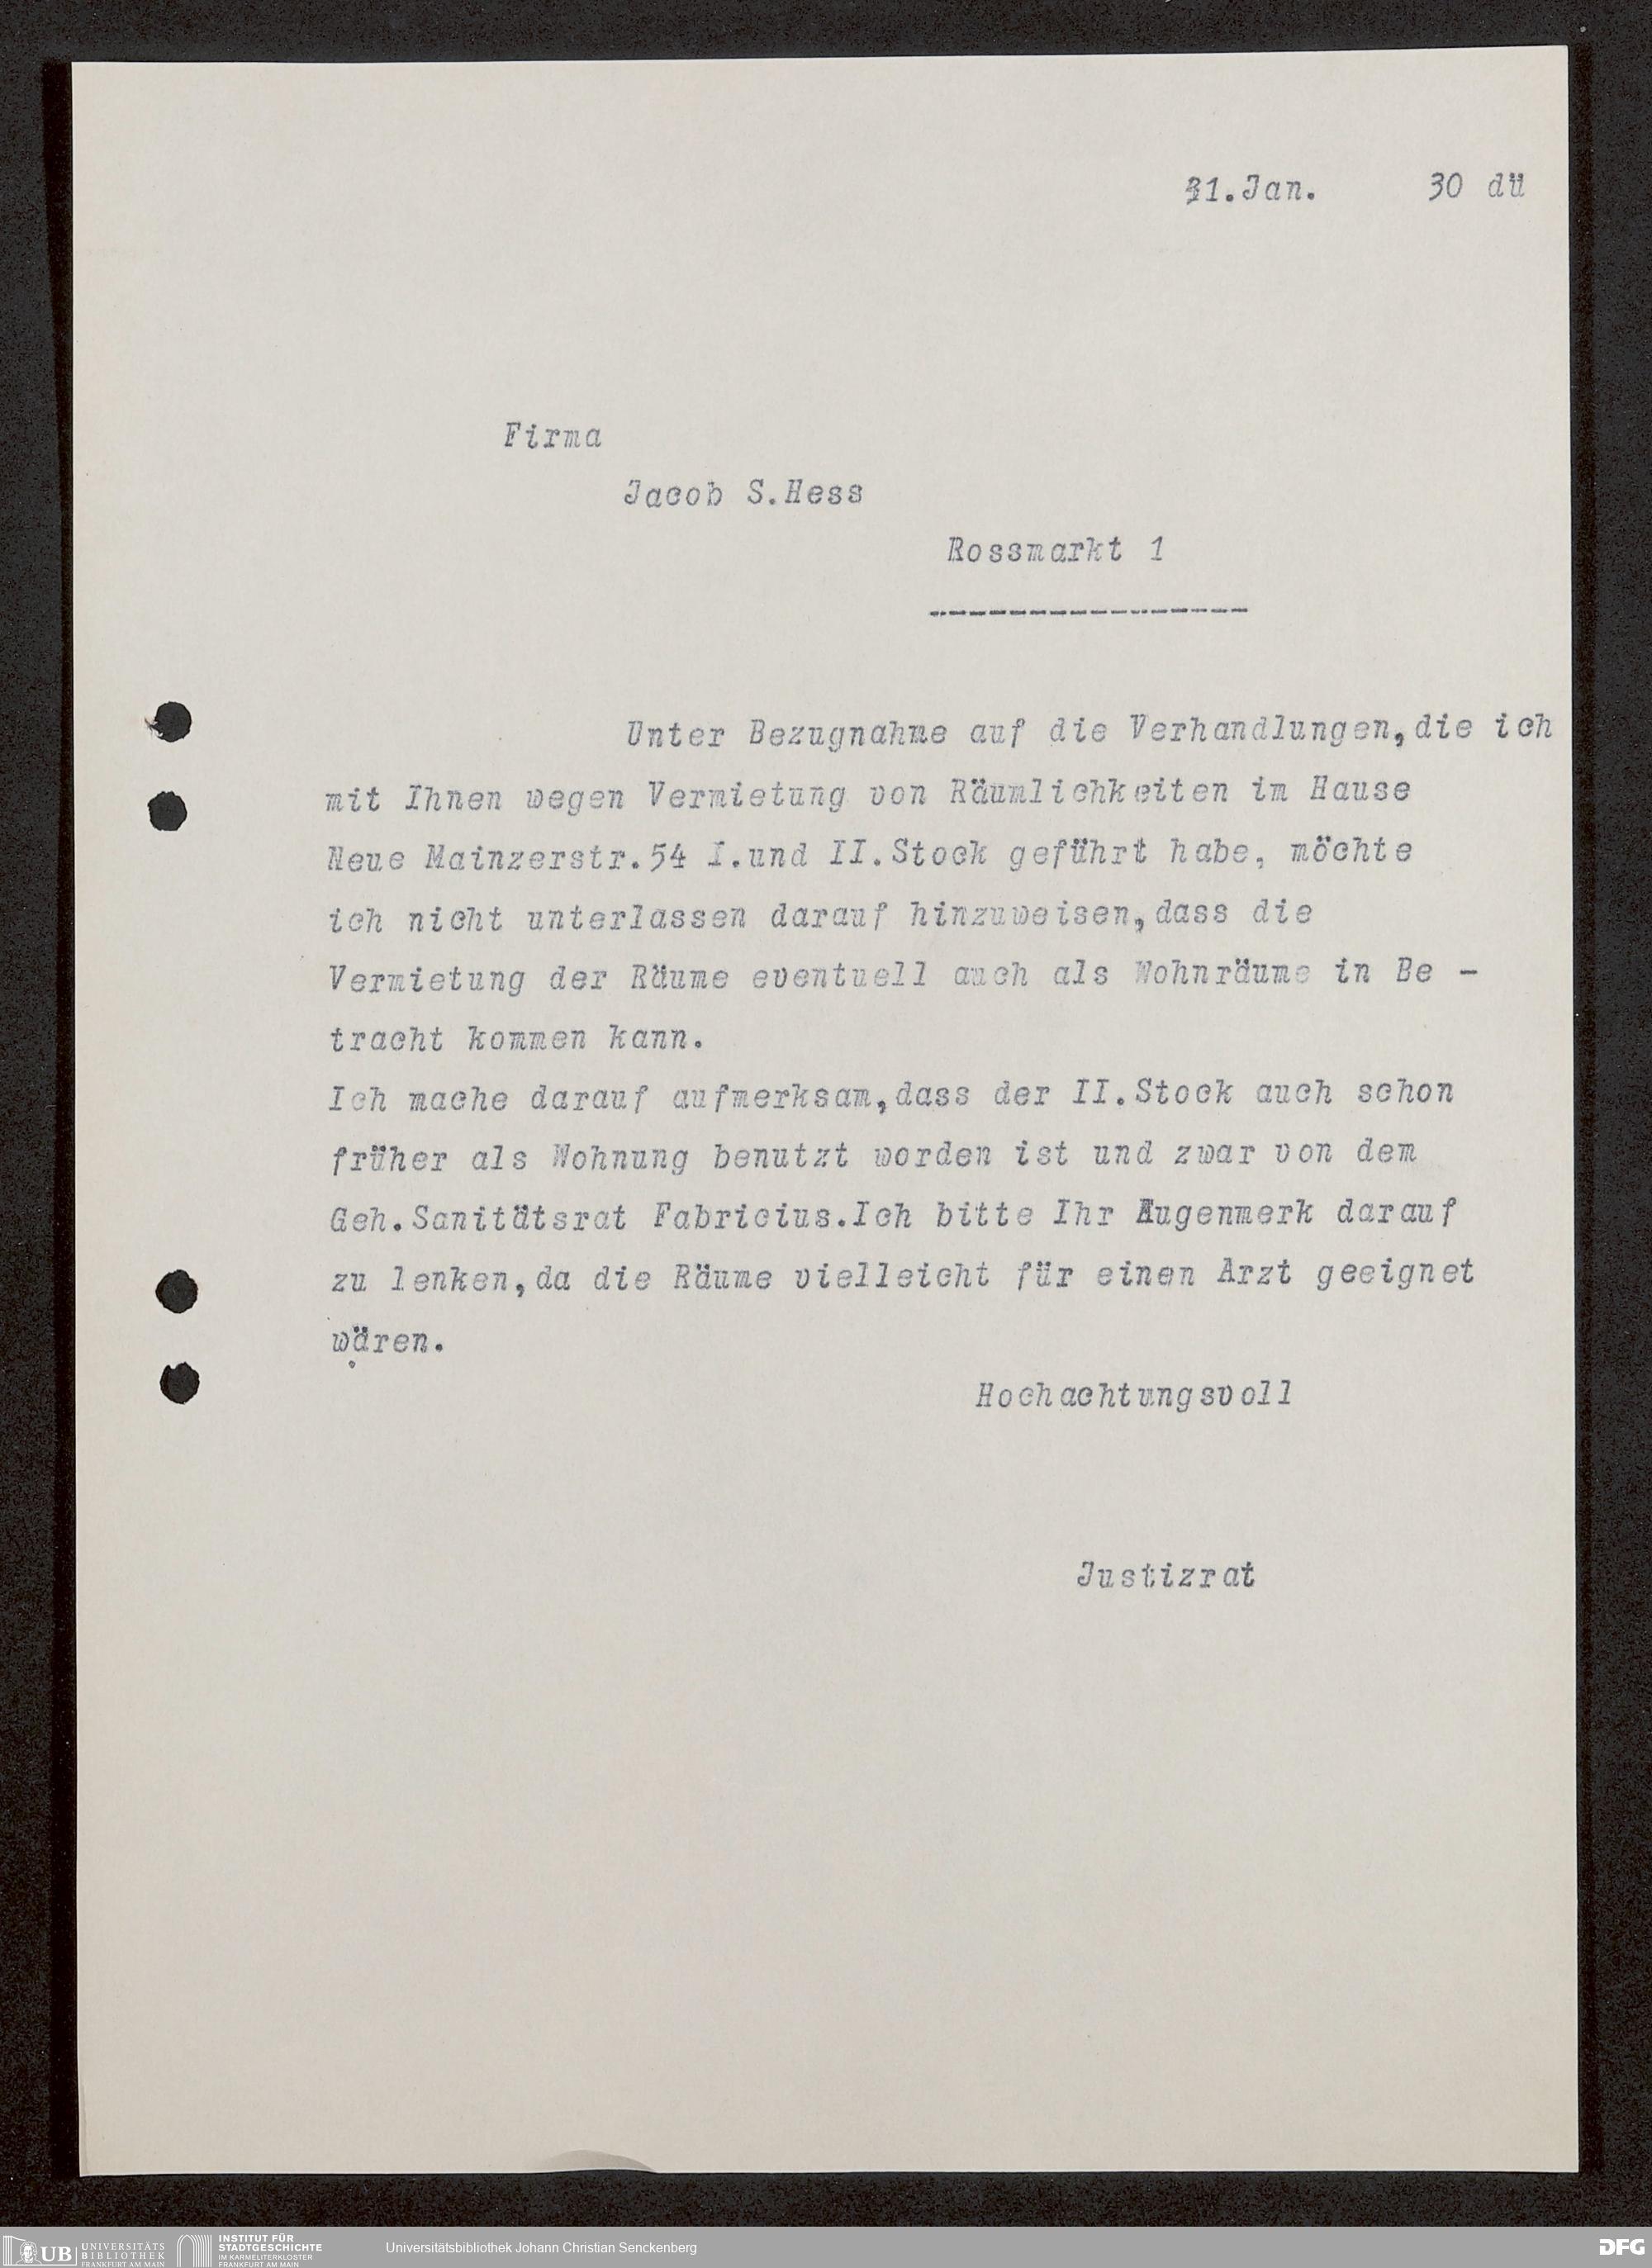 31.Jan. 30 dü
Firma
Jacob S.Hess
Rossmarkt 1
----------------
Unter Bezugnahme auf die Verhandlungen,die ich
mit Ihnen wegen Vermietung von Räumlichkeiten im Hause
Neue Mainzerstr.54 I.und II.Stock geführt habe, möchte
ich nicht unterlassen darauf hinzuweisen,dass die
Vermietung der Räume eventuell auch als Wohnräume in Be -
tracht kommen kann.
Ich mache darauf aufmerksam,dass der II.Stock auch schon
früher als Wohnung benutzt worden ist und zwar von dem
Geh.Sanitätsrat Fabricius.Ich bitte Ihr Augenmerk darauf
zu lenken,da die Räume vielleicht für einen Arzt geeignet
wären.
Hochachtungsvoll
Justizrat
UB UNIVERSITÄTS
BIBLIOTHEK
FRANKFURT AM MAIN
INSTITUT FÜR
STADTGESCHICHTE
IM KARMELITERKLOSTER
FRANKFURT AM MAIN
Universitätsbibliothek Johann Christian Senckenberg
DFG